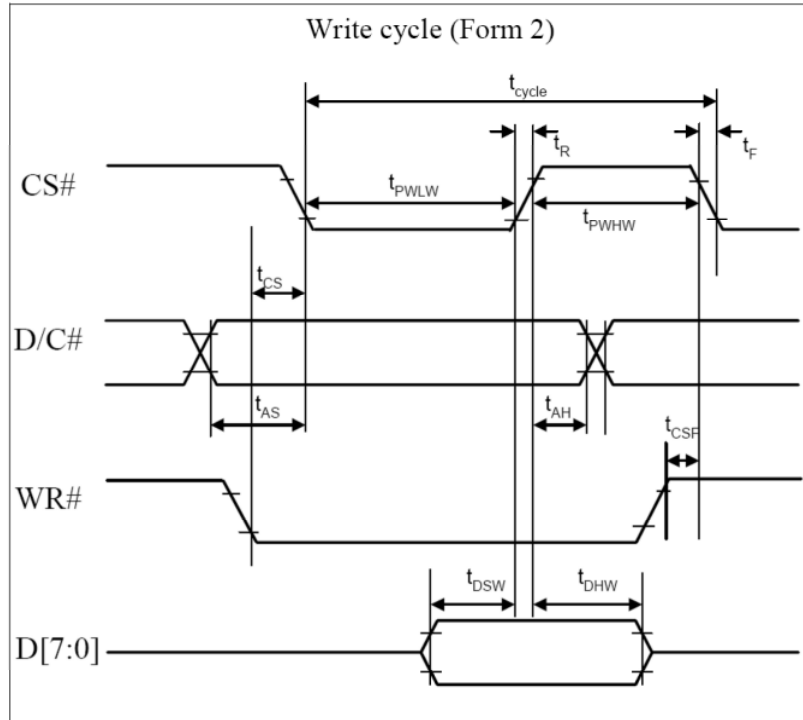 Write cycle (Form 2)
tcycle
tR
tF
CS#
tPWLW
tPWHW
tCS
D/C#
tAS
tAH
tCSF
WR#
tDSW
tDHW
D[7:0]